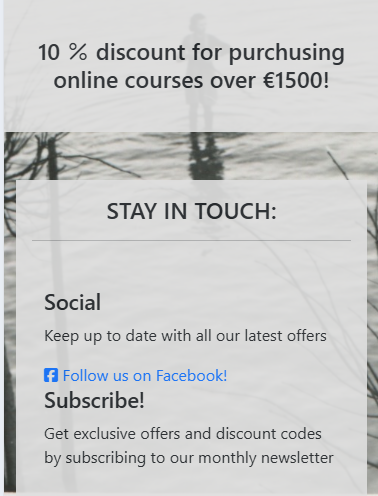 10 % discount for purchusing
online courses over €1500!
STAY IN TOUCH:
Social
Keep up to date with all our latest offers
Follow us on Facebook!
Subscribe!
Get exclusive offers and discount codes
by subscribing to our monthly newsletter